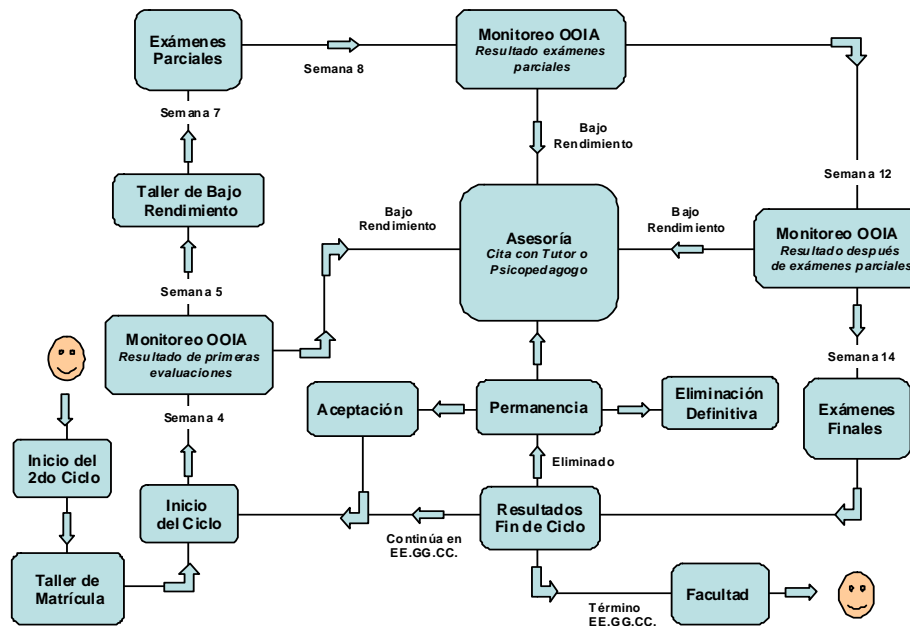 Exámenes
Parciales
Semana 8
Monitoreo OOIA
Resultado exámenes
parciales
Semana 7
Bajo
Rendimiento
Semana 12
Taller de Bajo
Rendimiento
Bajo
Rendimiento
Asesoría
Cita con Tutor o
Psicopedagogo
Bajo
Rendimiento
Monitoreo OOIA
Resultado después
de exámenes parciales
Semana 5
Monitoreo OOIA
Resultado de primeras
evaluaciones
Semana 14
Semana 4
Aceptación
Permanencia
Eliminación
Definitiva
Exámenes
Finales
Inicio del
2do Ciclo
Eliminado
Inicio
del Ciclo
Resultados
Fin de Ciclo
Continúa en
EE.GG.CC.
Taller de
Matrícula
Término
EE.GG.CC.
Facultad